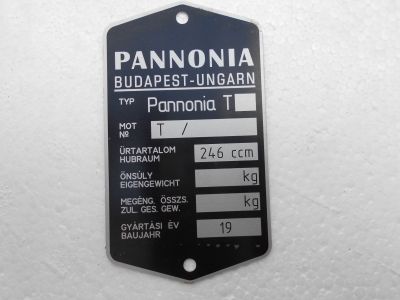 PANNONIA
BUDAPEST-UNGARN
TYP Pannonia T
MOT
№ T /
ŰRTARTALOM
HUBRAUM 246 ccm
ÖNSÚLY
EIGENGEWICHT kg
MEGENG. ÖSSZS.
ZUL. GES. GEW. kg
GYÁRTÁSI ÉV
BAUJAHR 19